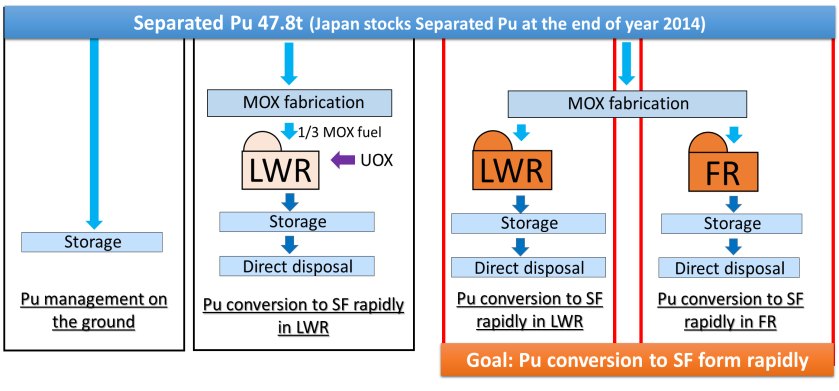 Separated Pu 47.8t (Japan stocks Separated Pu at the end of year 2014)
Storage
Pu management on
the ground
MOX fabrication
1/3 MOX fuel
LWR
UOX
Storage
Direct disposal
Pu conversion to SF rapidly
in LWR
MOX fabrication
LWR
Storage
Direct disposal
Pu conversion to SF
rapidly in LWR
FR
Storage
Direct disposal
Pu conversion to SF
rapidly in FR
Goal: Pu conversion to SF form rapidly